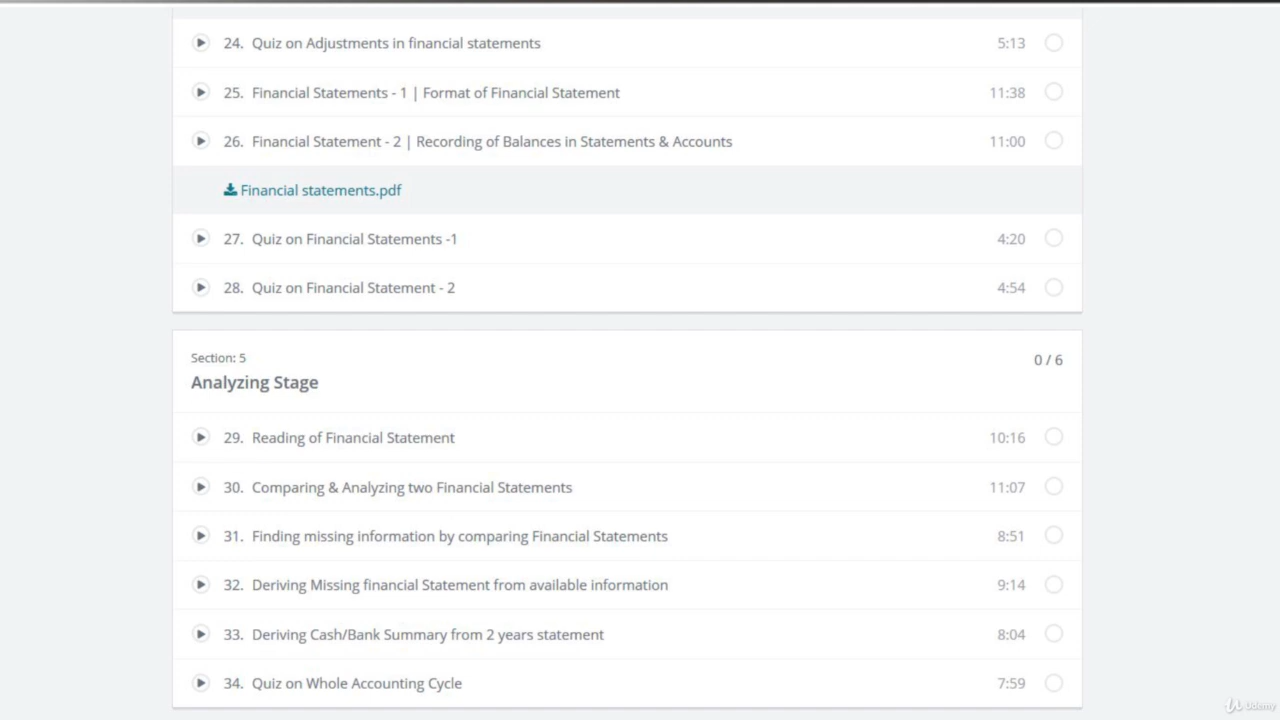 24. Quiz on Adjustments in financial statements 5:13
25. Financial Statements - 1 | Format of Financial Statement 11:38
26. Financial Statement - 2 | Recording of Balances in Statements & Accounts 11:00
Financial statements.pdf
27. Quiz on Financial Statements -1 4:20
28. Quiz on Financial Statement - 2 4:54
Section: 5 0 / 6
Analyzing Stage
29. Reading of Financial Statement 10:16
30. Comparing & Analyzing two Financial Statements 11:07
31. Finding missing information by comparing Financial Statements 8:51
32. Deriving Missing financial Statement from available information 9:14
33. Deriving Cash/Bank Summary from 2 years statement 8:04
34. Quiz on Whole Accounting Cycle 7:59
Udemy